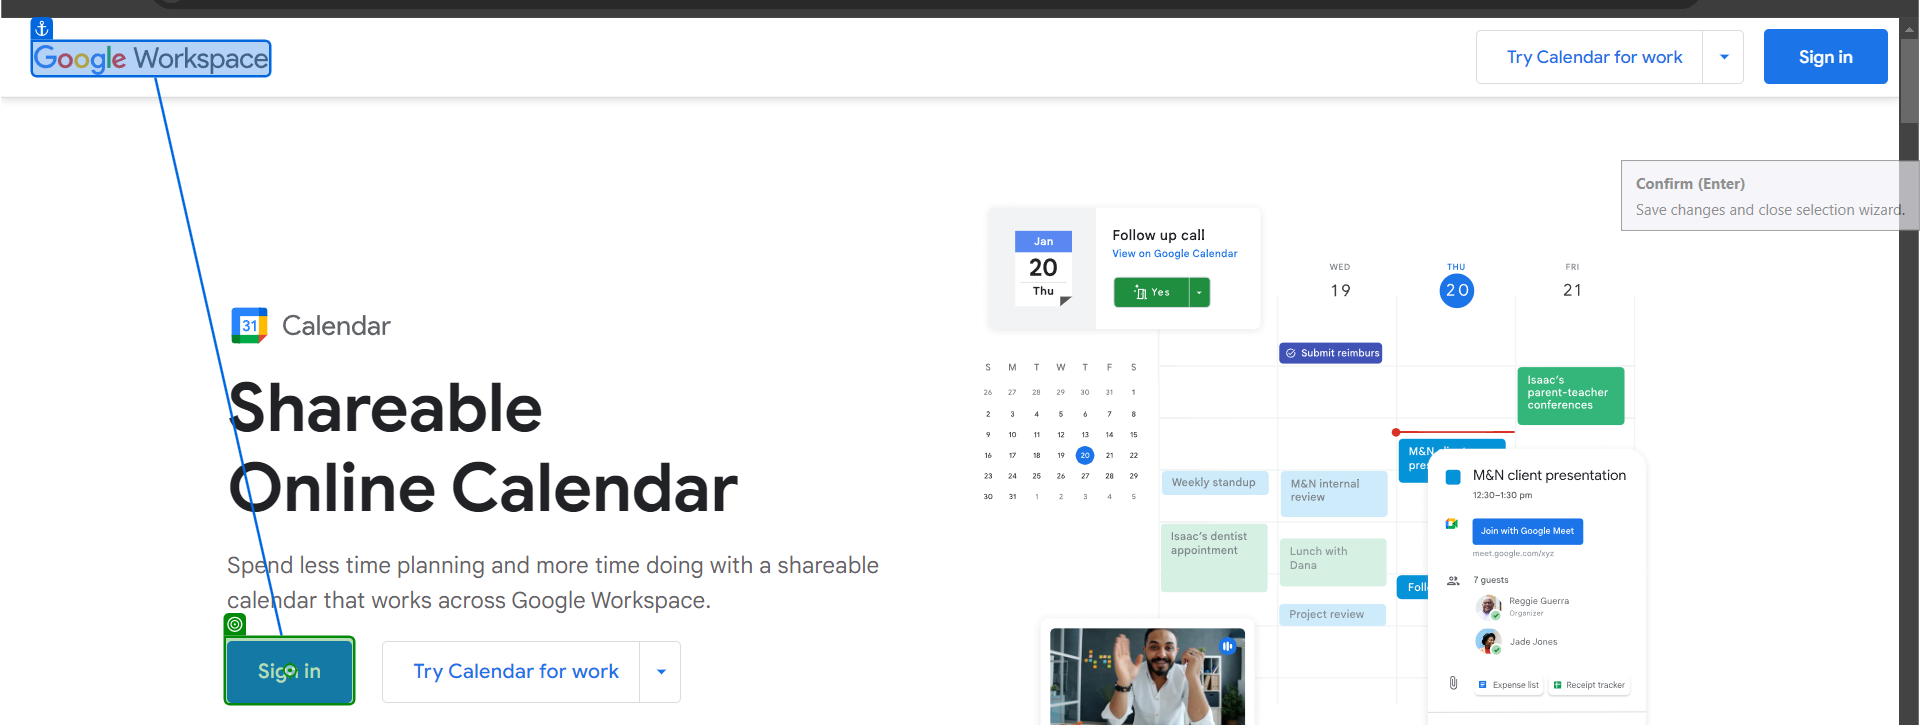 Google Workspace
Try Calendar for work
Sign in
Confirm (Enter)
Save changes and close selection wizard.
Jan
20
Thu
Follow up call
View on Google Calendar
Yes
WED
19
THU
20
FRI
21
31
Calendar
Shareable
Online Calendar
Spend less time planning and more time doing with a shareable
calendar that works across Google Workspace.
Sign in
Try Calendar for work
S M T W T F S
26 27 28 29 30 31 1
2 3 4 5 6 7 8
9 10 11 12 13 14 15
16 17 18 19 20 21 22
23 24 25 26 27 28 29
30 31 1 2 3 4 5
Submit reimburs
Isaac's
parent-teacher
conferences
Weekly standup
M&N internal
review
Isaac's dentist
appointment
Lunch with
Dana
Project review
M&N client presentation
12:30–1:30 pm
Join with Google Meet
meet.google.com/xyz
7 guests
Reggie Guerra
Organizer
Jade Jones
Expense list
Receipt tracker